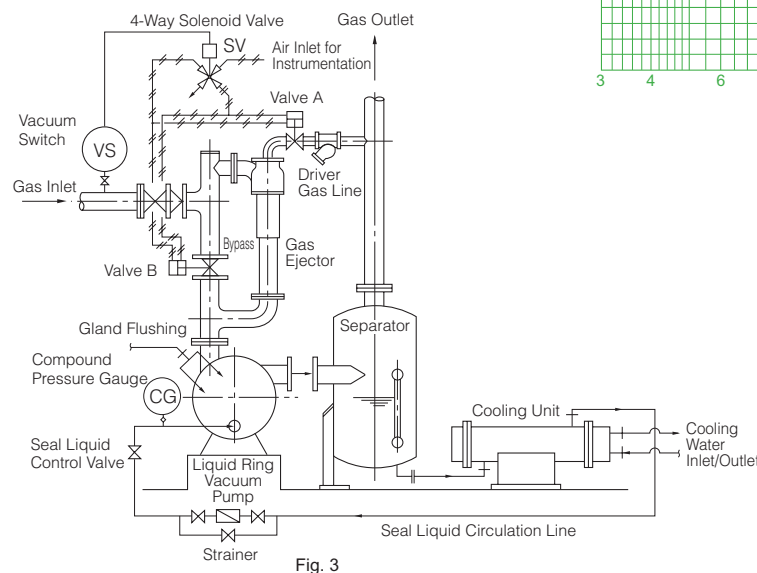 4-Way Solenoid Valve
Gas Outlet
SV
Air Inlet for
Instrumentation
3 4 6
Valve A
Vacuum
Switch
VS
Driver
Gas Line
Gas Inlet
Bypass
Gas
Ejector
Valve B
Gland Flushing
Separator
Compound
Pressure Gauge
CG
Cooling Unit
Cooling
Water
Inlet/Outlet
Seal Liquid
Control Valve
Liquid Ring
Vacuum
Pump
Seal Liquid Circulation Line
Strainer
Fig. 3